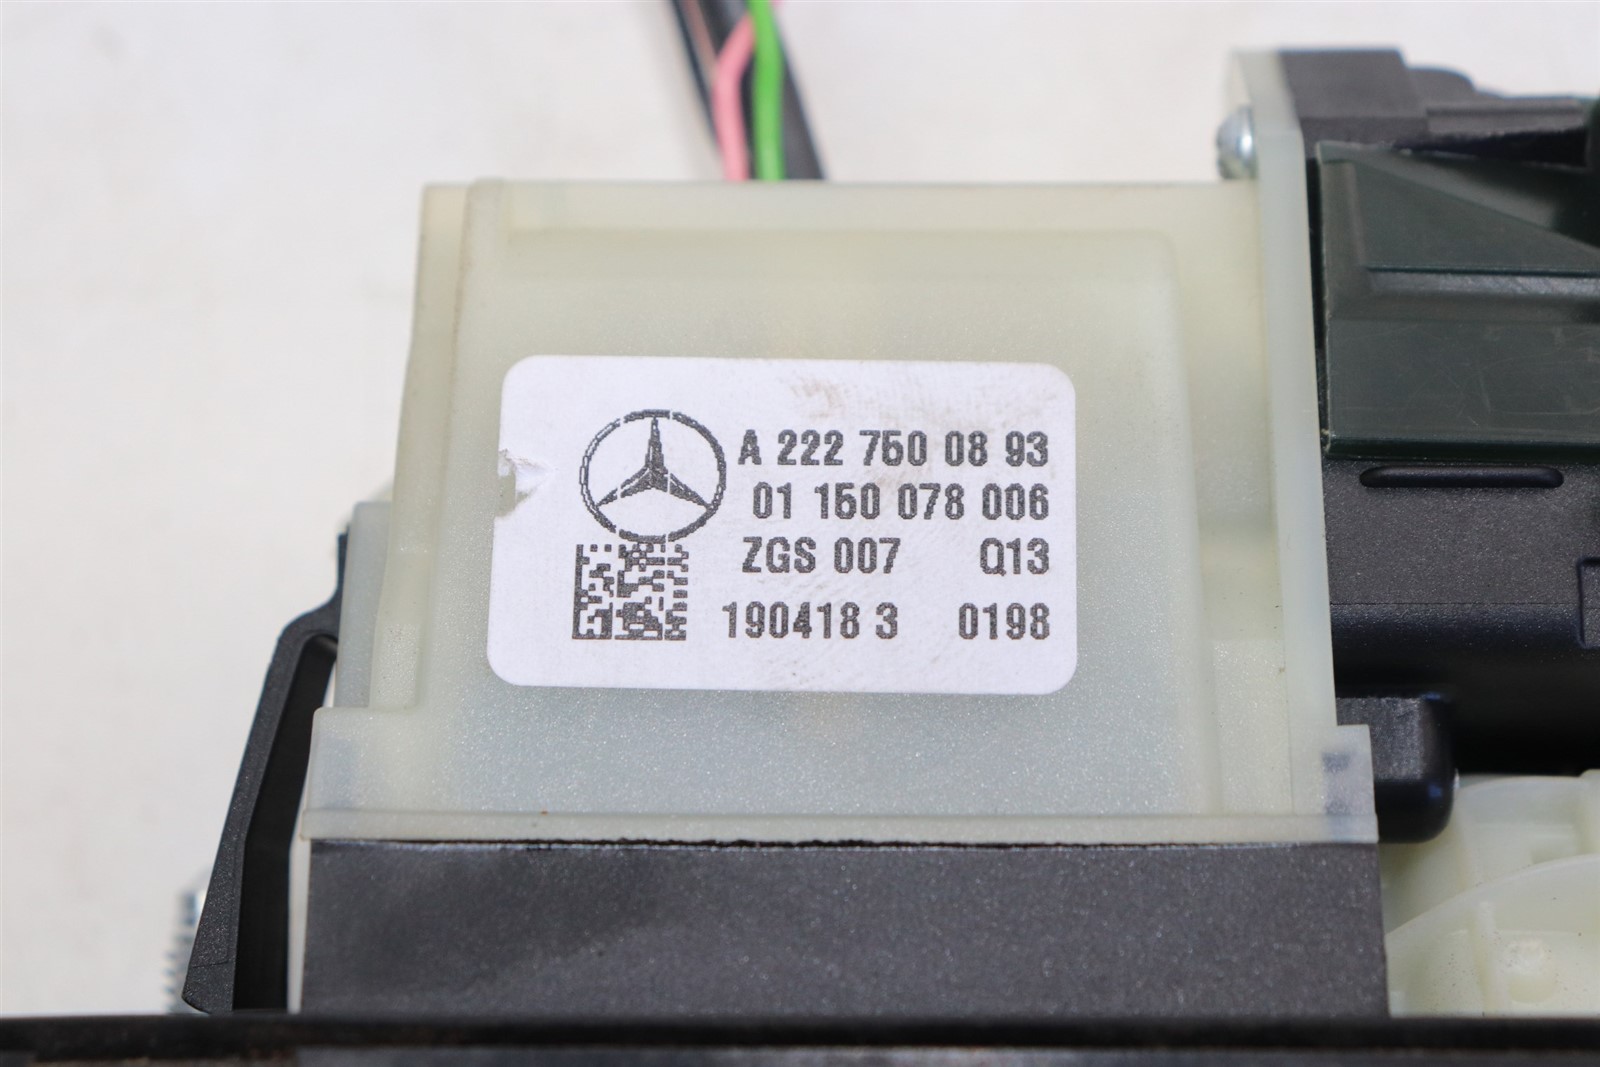 A 222 750 08 93
01 150 078 006
ZGS 007 Q13
190418 3 0198